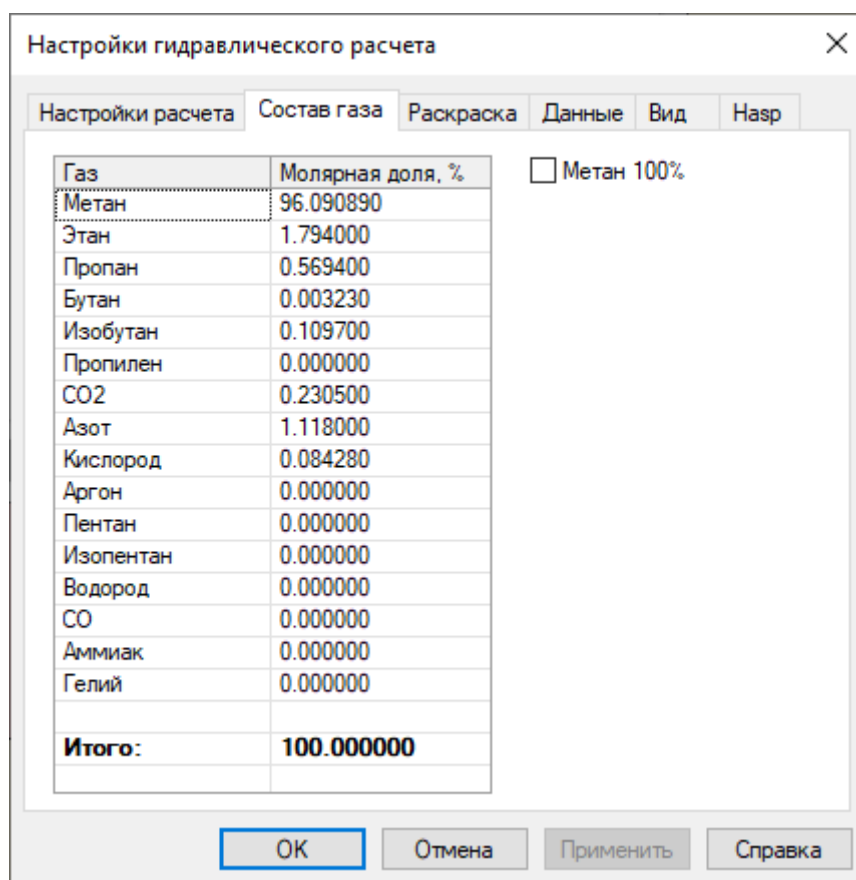 Настройки гидравлического расчета
Настройки расчета Состав газа Раскраска Данные Вид Hasp
Газ Молярная доля, % Метан 100%
Метан 96.090890
Этан 1.794000
Пропан 0.569400
Бутан 0.003230
Изобутан 0.109700
Пропилен 0.000000
CO2 0.230500
Азот 1.118000
Кислород 0.084280
Аргон 0.000000
Пентан 0.000000
Изопентан 0.000000
Водород 0.000000
CO 0.000000
Аммиак 0.000000
Гелий 0.000000
Итого: 100.000000
OK Отмена Применить Справка